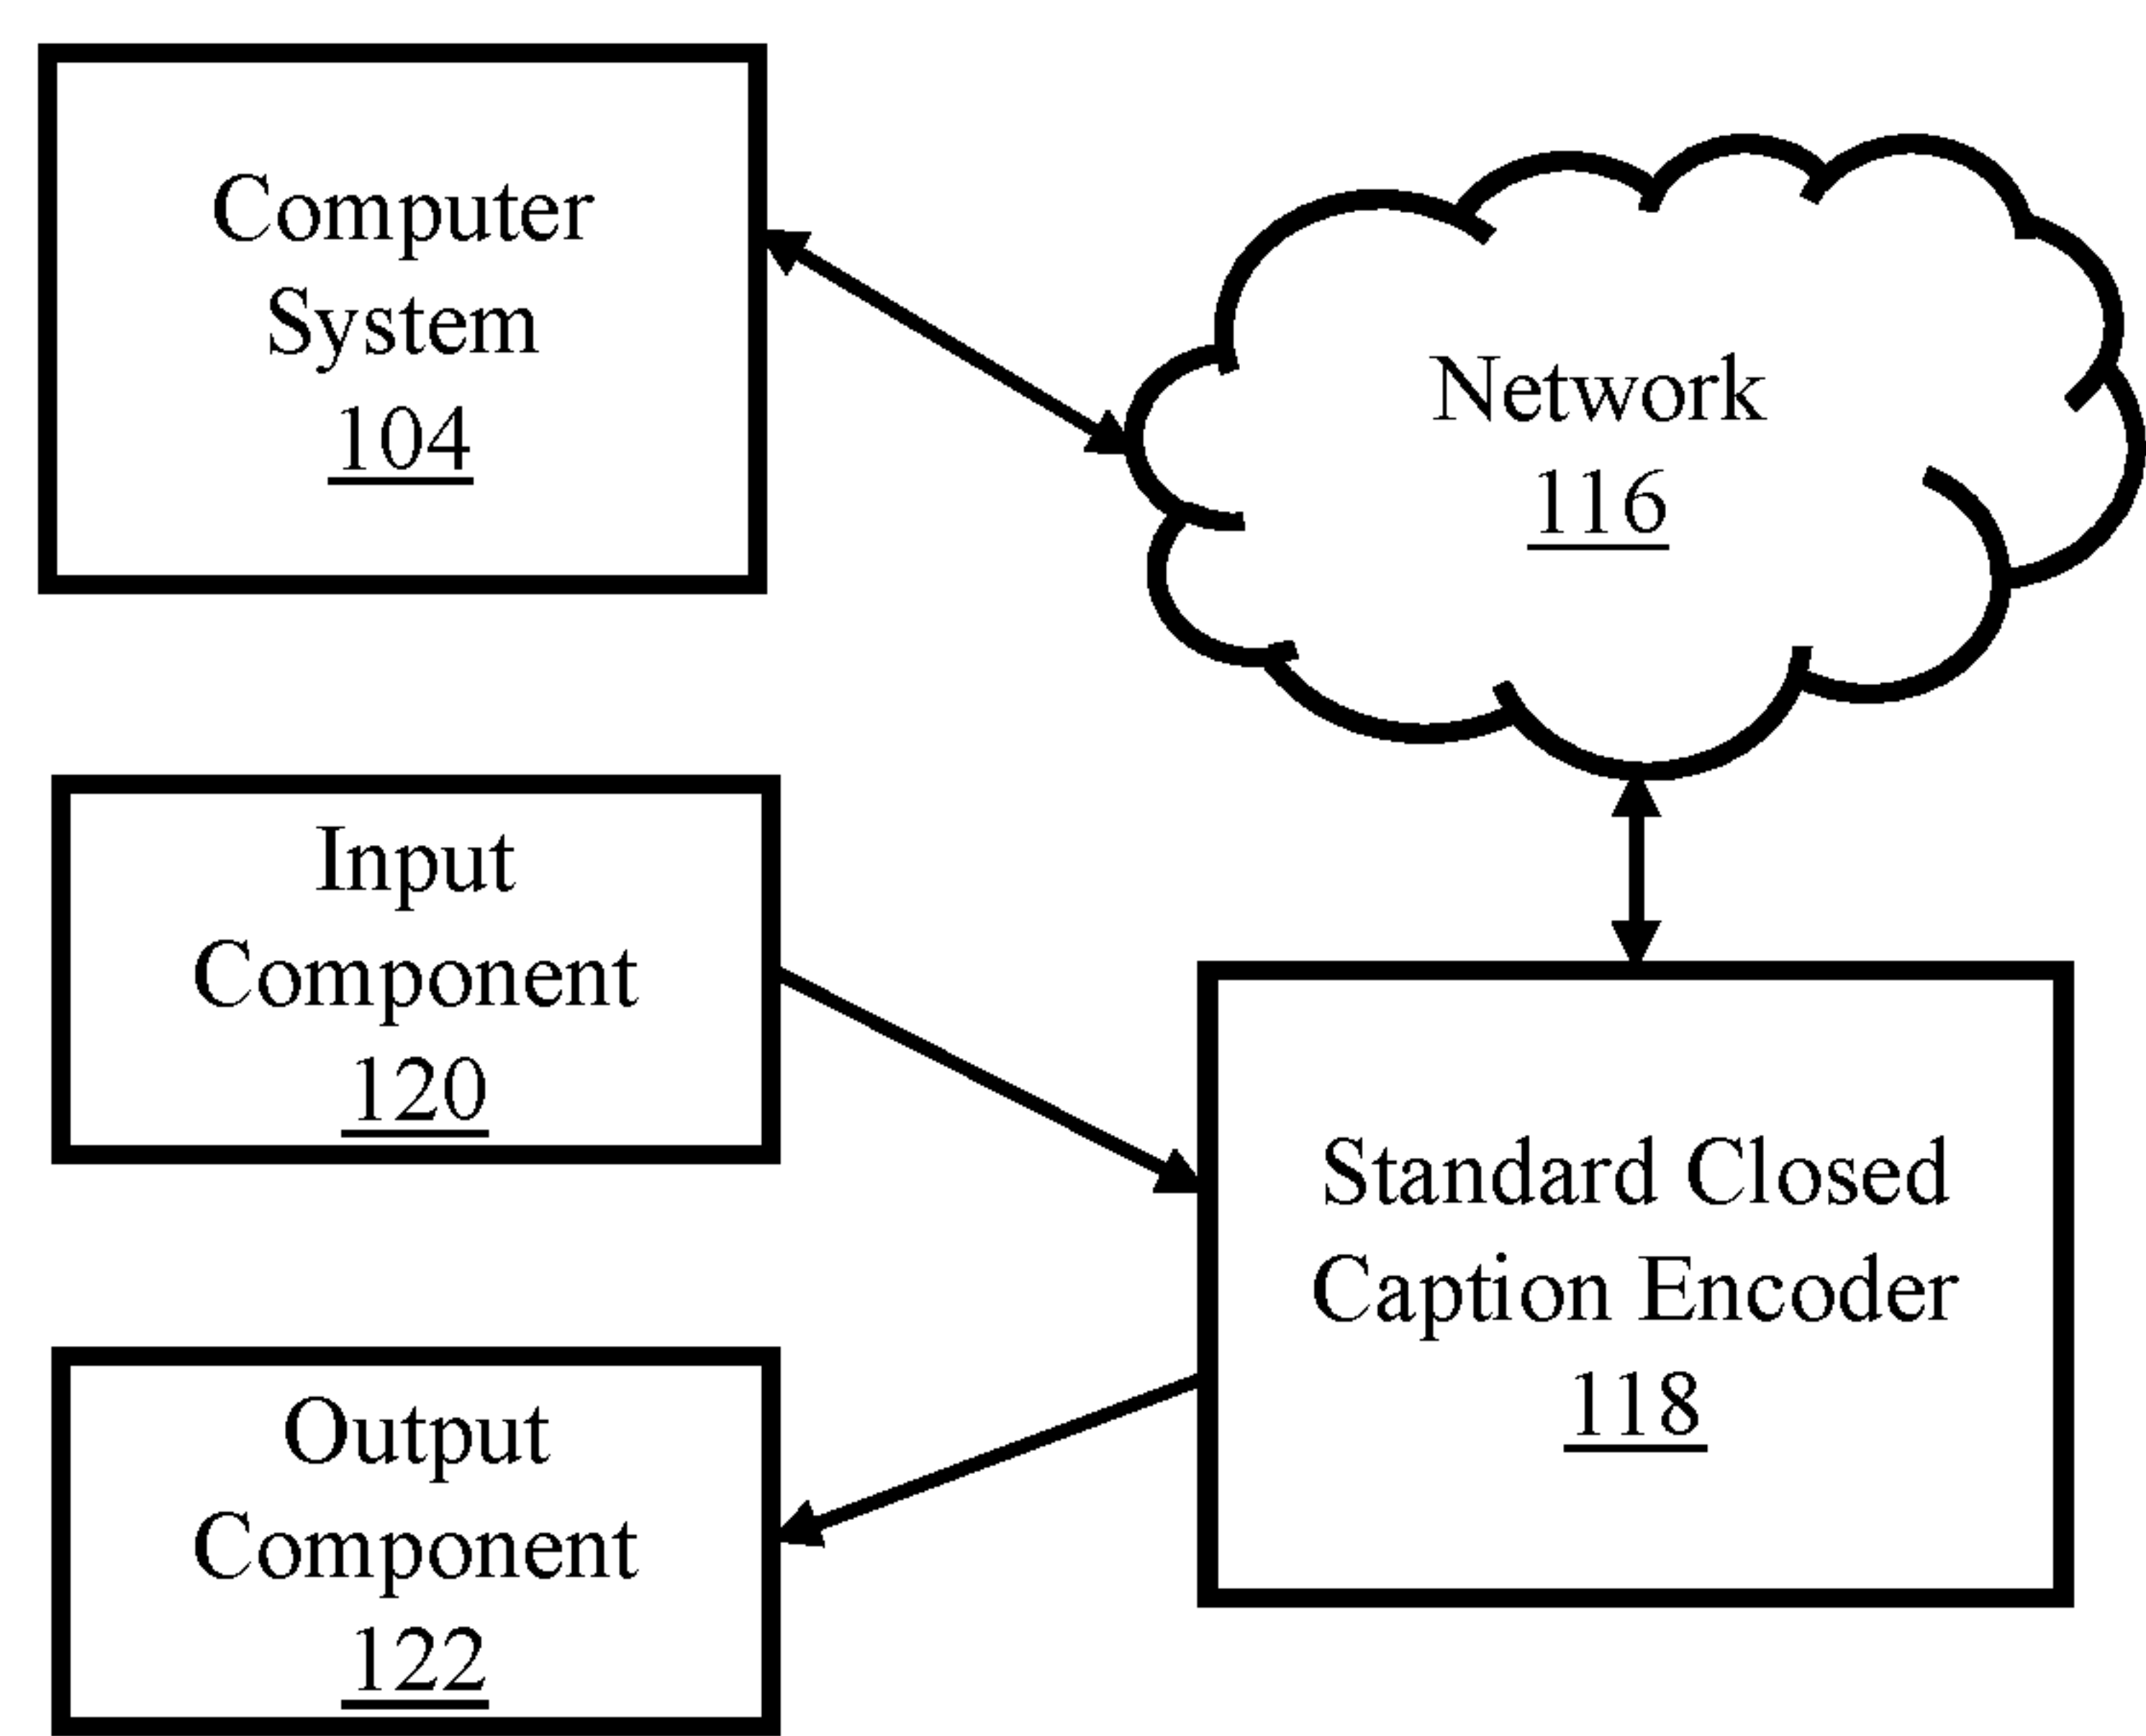 Computer
System
104
Network
116
Input
Component
120
Standard Closed
Caption Encoder
118
Output
Component
122